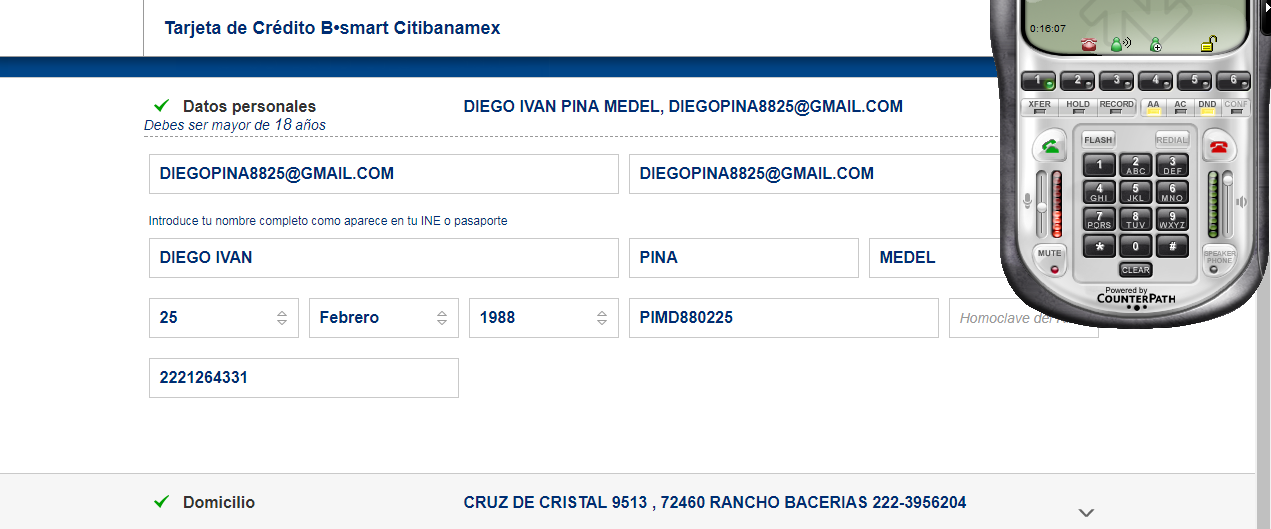 Tarjeta de Crédito B•smart Citibanamex
Datos personales DIEGO IVAN PINA MEDEL, DIEGOPINA8825@GMAIL.COM
Debes ser mayor de 18 años
DIEGOPINA8825@GMAIL.COM DIEGOPINA8825@GMAIL.COM
Introduce tu nombre completo como aparece en tu INE o pasaporte
DIEGO IVAN PINA MEDEL
25 Febrero 1988 PIMD880225 Homoclave del
2221264331
Domicilio CRUZ DE CRISTAL 9513 , 72460 RANCHO BACERIAS 222-3956204
0:16:07
1 2 3 4 5 6
XFER HOLD RECORD AA AC DND CONF
FLASH REDIAL
1 2 ABC 3 DEF
4 GHI 5 JKL 6 MNO
7 PQRS 8 TUV 9 WXYZ
* 0 #
MUTE CLEAR SPEAKER PHONE
Powered by
COUNTERPATH